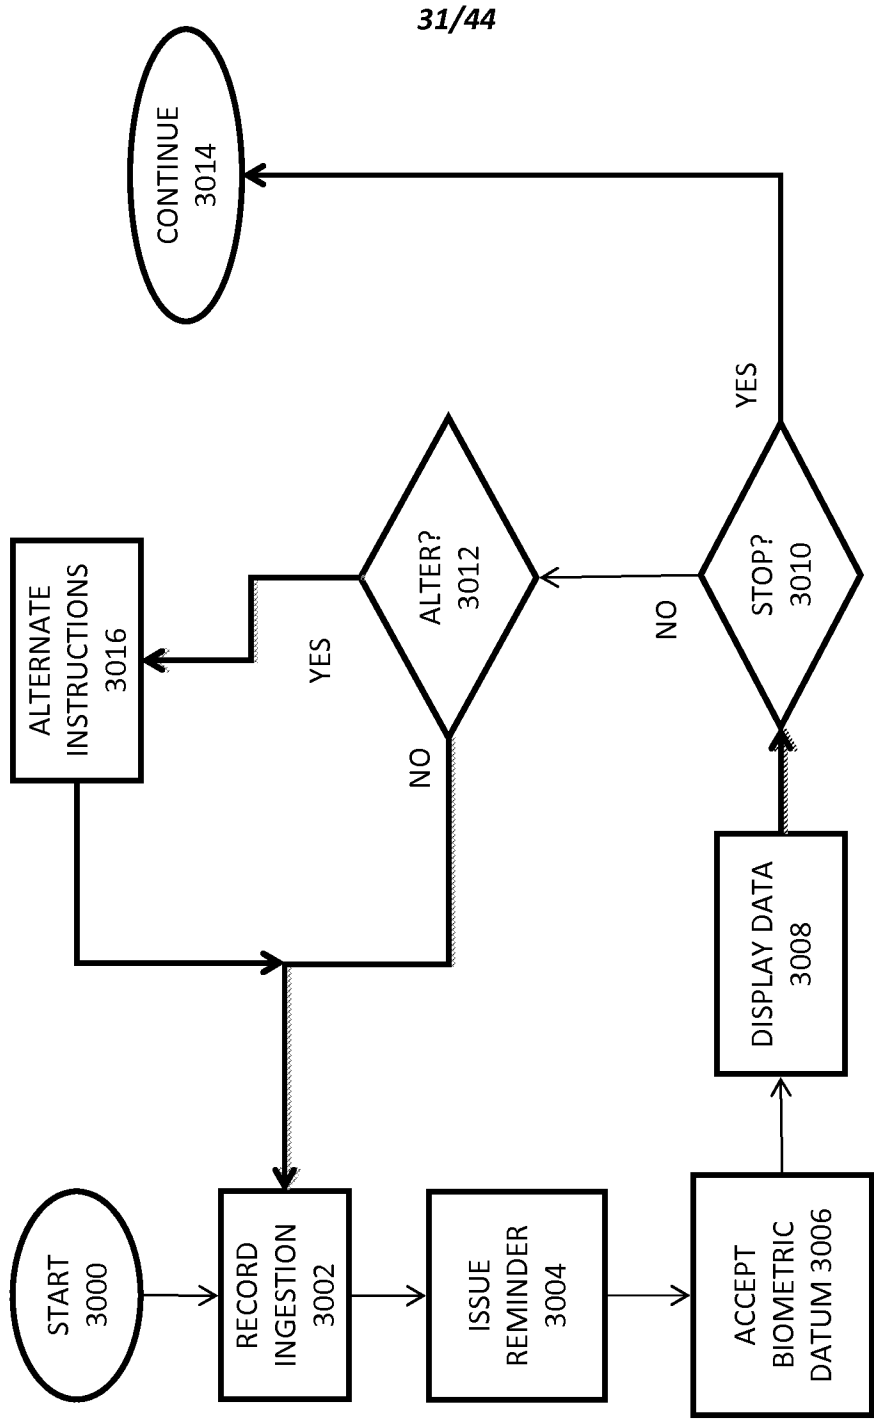 31/44
START
3000
RECORD
INGESTION
3002
ISSUE
REMINDER
3004
ACCEPT
BIOMETRIC
DATUM 3006
DISPLAY DATA
3008
STOP?
3010
YES
NO
ALTER?
3012
YES
NO
ALTERNATE
INSTRUCTIONS
3016
CONTINUE
3014